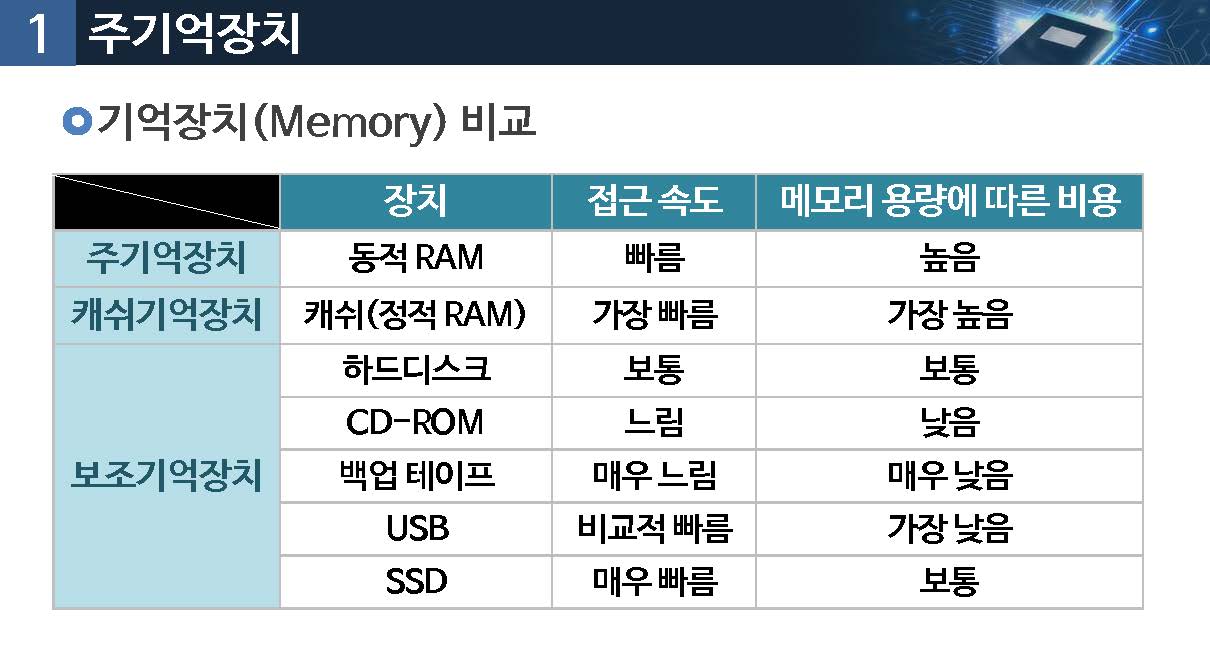 1 주기억장치
기억장치(Memory) 비교
장치 접근 속도 메모리 용량에 따른 비용
주기억장치 동적 RAM 빠름 높음
캐쉬기억장치 캐쉬(정적 RAM) 가장 빠름 가장 높음
하드디스크 보통 보통
CD-ROM 느림 낮음
보조기억장치 백업 테이프 매우 느림 매우 낮음
USB 비교적 빠름 가장 낮음
SSD 매우 빠름 보통